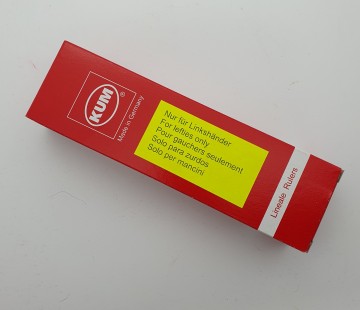 KUM®
Made in Germany
Nur für Linkshänder
For lefties only
Pour gauchers seulement
Solo para zurdos
Solo per mancini
Lineale Rulers